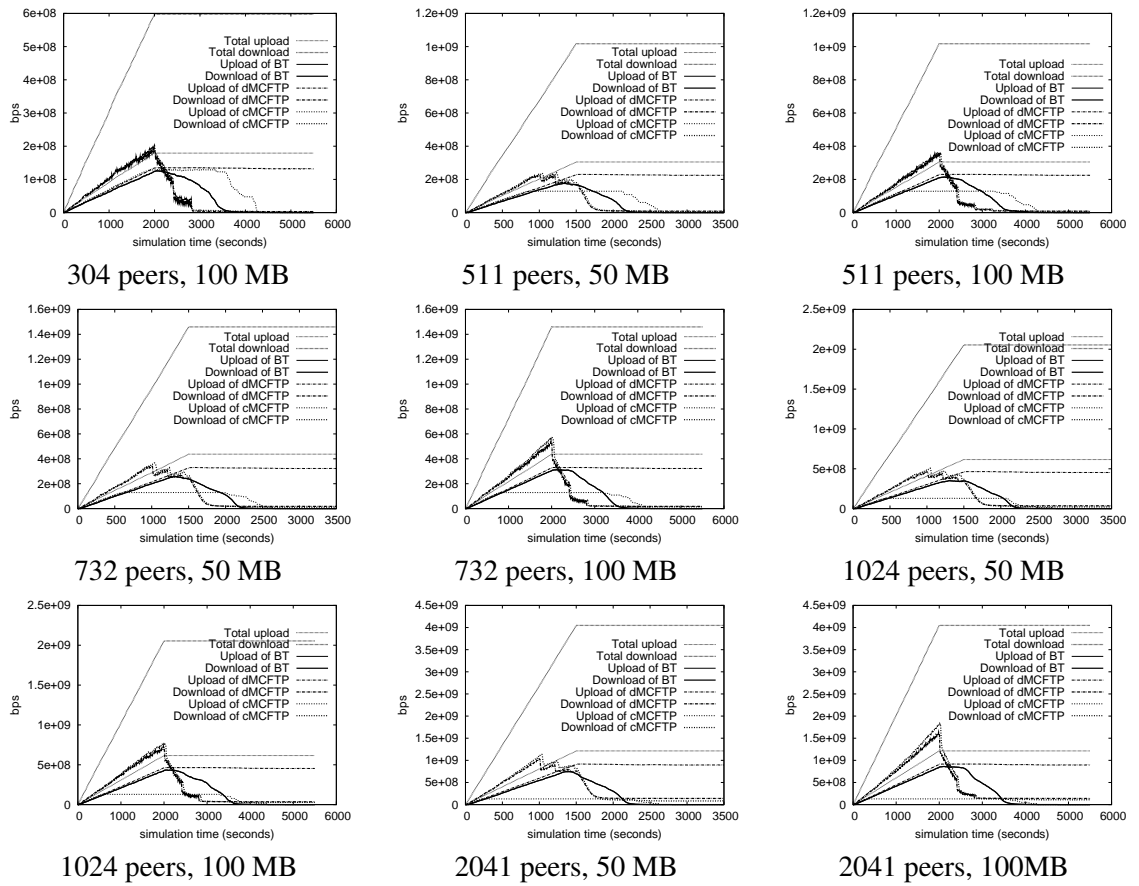 6e+08
5e+08
4e+08
3e+08
2e+08
1e+08
0
bps
Total upload
Total download
Upload of BT
Download of BT
Upload of dMCFTP
Download of dMCFTP
Upload of cMCFTP
Download of cMCFTP
0 1000 2000 3000 4000 5000 6000
simulation time (seconds)
304 peers, 100 MB
1.2e+09
1e+09
8e+08
6e+08
4e+08
2e+08
0
bps
Total upload
Total download
Upload of BT
Download of BT
Upload of dMCFTP
Download of dMCFTP
Upload of cMCFTP
Download of cMCFTP
0 500 1000 1500 2000 2500 3000 3500
simulation time (seconds)
511 peers, 50 MB
1.2e+09
1e+09
8e+08
6e+08
4e+08
2e+08
0
bps
Total upload
Total download
Upload of BT
Download of BT
Upload of dMCFTP
Download of dMCFTP
Upload of cMCFTP
Download of cMCFTP
0 1000 2000 3000 4000 5000 6000
simulation time (seconds)
511 peers, 100 MB
1.6e+09
1.4e+09
1.2e+09
1e+09
8e+08
6e+08
4e+08
2e+08
0
bps
Total upload
Total download
Upload of BT
Download of BT
Upload of dMCFTP
Download of dMCFTP
Upload of cMCFTP
Download of cMCFTP
0 500 1000 1500 2000 2500 3000 3500
simulation time (seconds)
732 peers, 50 MB
1.6e+09
1.4e+09
1.2e+09
1e+09
8e+08
6e+08
4e+08
2e+08
0
bps
Total upload
Total download
Upload of BT
Download of BT
Upload of dMCFTP
Download of dMCFTP
Upload of cMCFTP
Download of cMCFTP
0 1000 2000 3000 4000 5000 6000
simulation time (seconds)
732 peers, 100 MB
2.5e+09
2e+09
1.5e+09
1e+09
5e+08
0
bps
Total upload
Total download
Upload of BT
Download of BT
Upload of dMCFTP
Download of dMCFTP
Upload of cMCFTP
Download of cMCFTP
0 500 1000 1500 2000 2500 3000 3500
simulation time (seconds)
1024 peers, 50 MB
2.5e+09
2e+09
1.5e+09
1e+09
5e+08
0
bps
Total upload
Total download
Upload of BT
Download of BT
Upload of dMCFTP
Download of dMCFTP
Upload of cMCFTP
Download of cMCFTP
0 1000 2000 3000 4000 5000 6000
simulation time (seconds)
1024 peers, 100 MB
4.5e+09
4e+09
3.5e+09
3e+09
2.5e+09
2e+09
1.5e+09
1e+09
5e+08
0
bps
Total upload
Total download
Upload of BT
Download of BT
Upload of dMCFTP
Download of dMCFTP
Upload of cMCFTP
Download of cMCFTP
0 500 1000 1500 2000 2500 3000 3500
simulation time (seconds)
2041 peers, 50 MB
4.5e+09
4e+09
3.5e+09
3e+09
2.5e+09
2e+09
1.5e+09
1e+09
5e+08
0
bps
Total upload
Total download
Upload of BT
Download of BT
Upload of dMCFTP
Download of dMCFTP
Upload of cMCFTP
Download of cMCFTP
0 1000 2000 3000 4000 5000 6000
simulation time (seconds)
2041 peers, 100MB